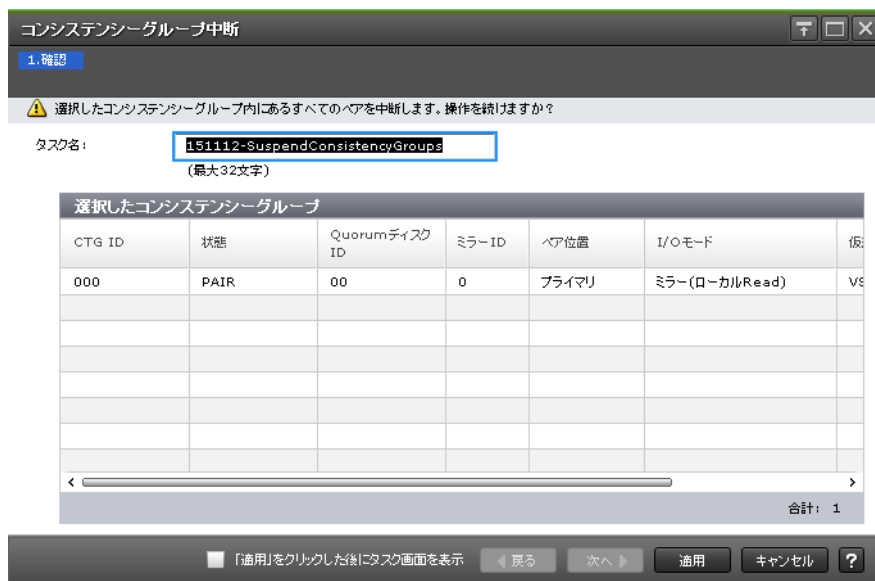 コンシステンシーグループ中断
1.確認
選択したコンシステンシーグループ内にあるすべてのペアを中断します。操作を続けますか?
タスク名: 151112-SuspendConsistencyGroups
(最大32文字)
選択したコンシステンシーグループ
CTG ID 状態 Quorumディスク ID ミラーID ペア位置 I/Oモード
000 PAIR 00 0 プライマリ ミラー(ローカルRead) VS
合計: 1
「適用」をクリックした後にタスク画面を表示 戻る 次へ 適用 キャンセル ?